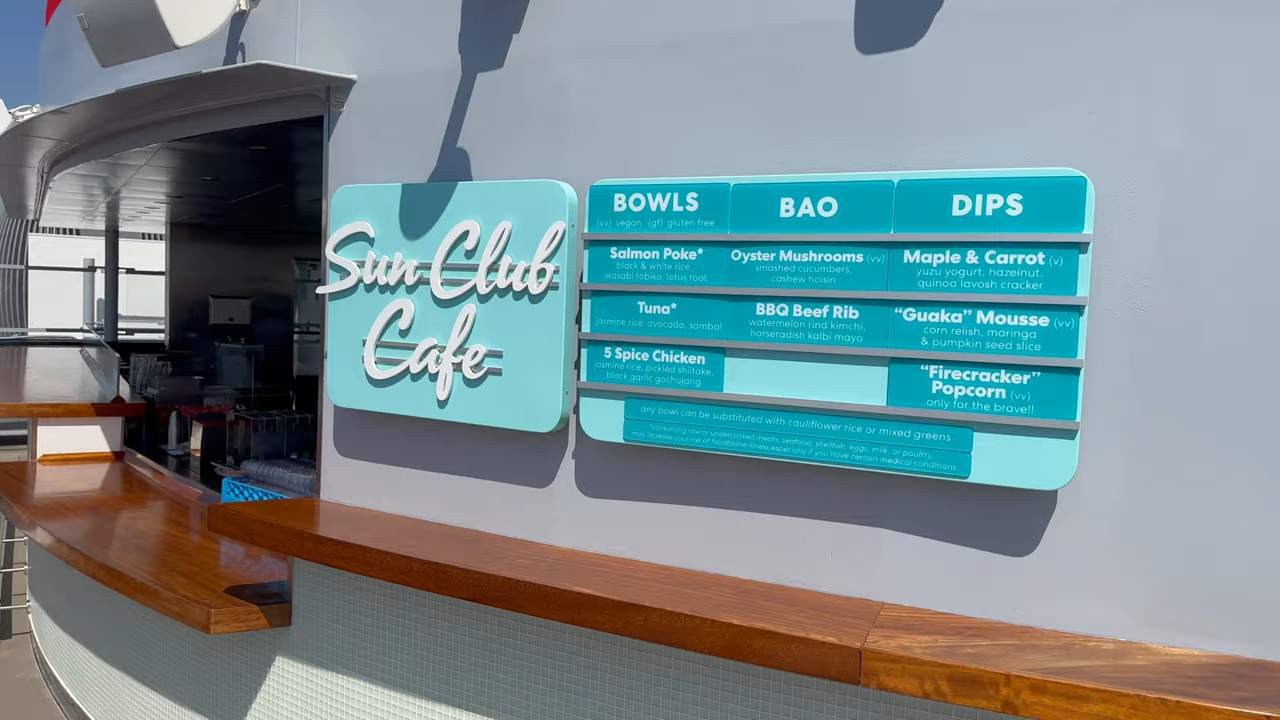 Sun Club
Cafe
BOWLS
(vv) vegan (gf) gluten free
Salmon Poke*
black & white rice,
wasabi tobiko, lotus root
Tuna*
jasmine rice, avocado, sambal
5 Spice Chicken
jasmine rice, pickled shiitake,
black garlic gochujang
BAO
Oyster Mushrooms (vv)
smashed cucumbers,
cashew hoisin
BBQ Beef Rib
watermelon rind kimchi,
horseradish kalbi mayo
DIPS
Maple & Carrot (v)
yuzu yogurt, hazelnut,
quinoa lavosh cracker
“Guaka” Mousse (vv)
corn relish, moringa
& pumpkin seed slice
“Firecracker”
Popcorn (vv)
only for the brave!!
any bowl can be substituted with cauliflower rice or mixed greens
*consuming raw or undercooked meats, seafood, shellfish, eggs, milk, or poultry,
may increase your risk of foodborne illness,especially if you have certain medical conditions.